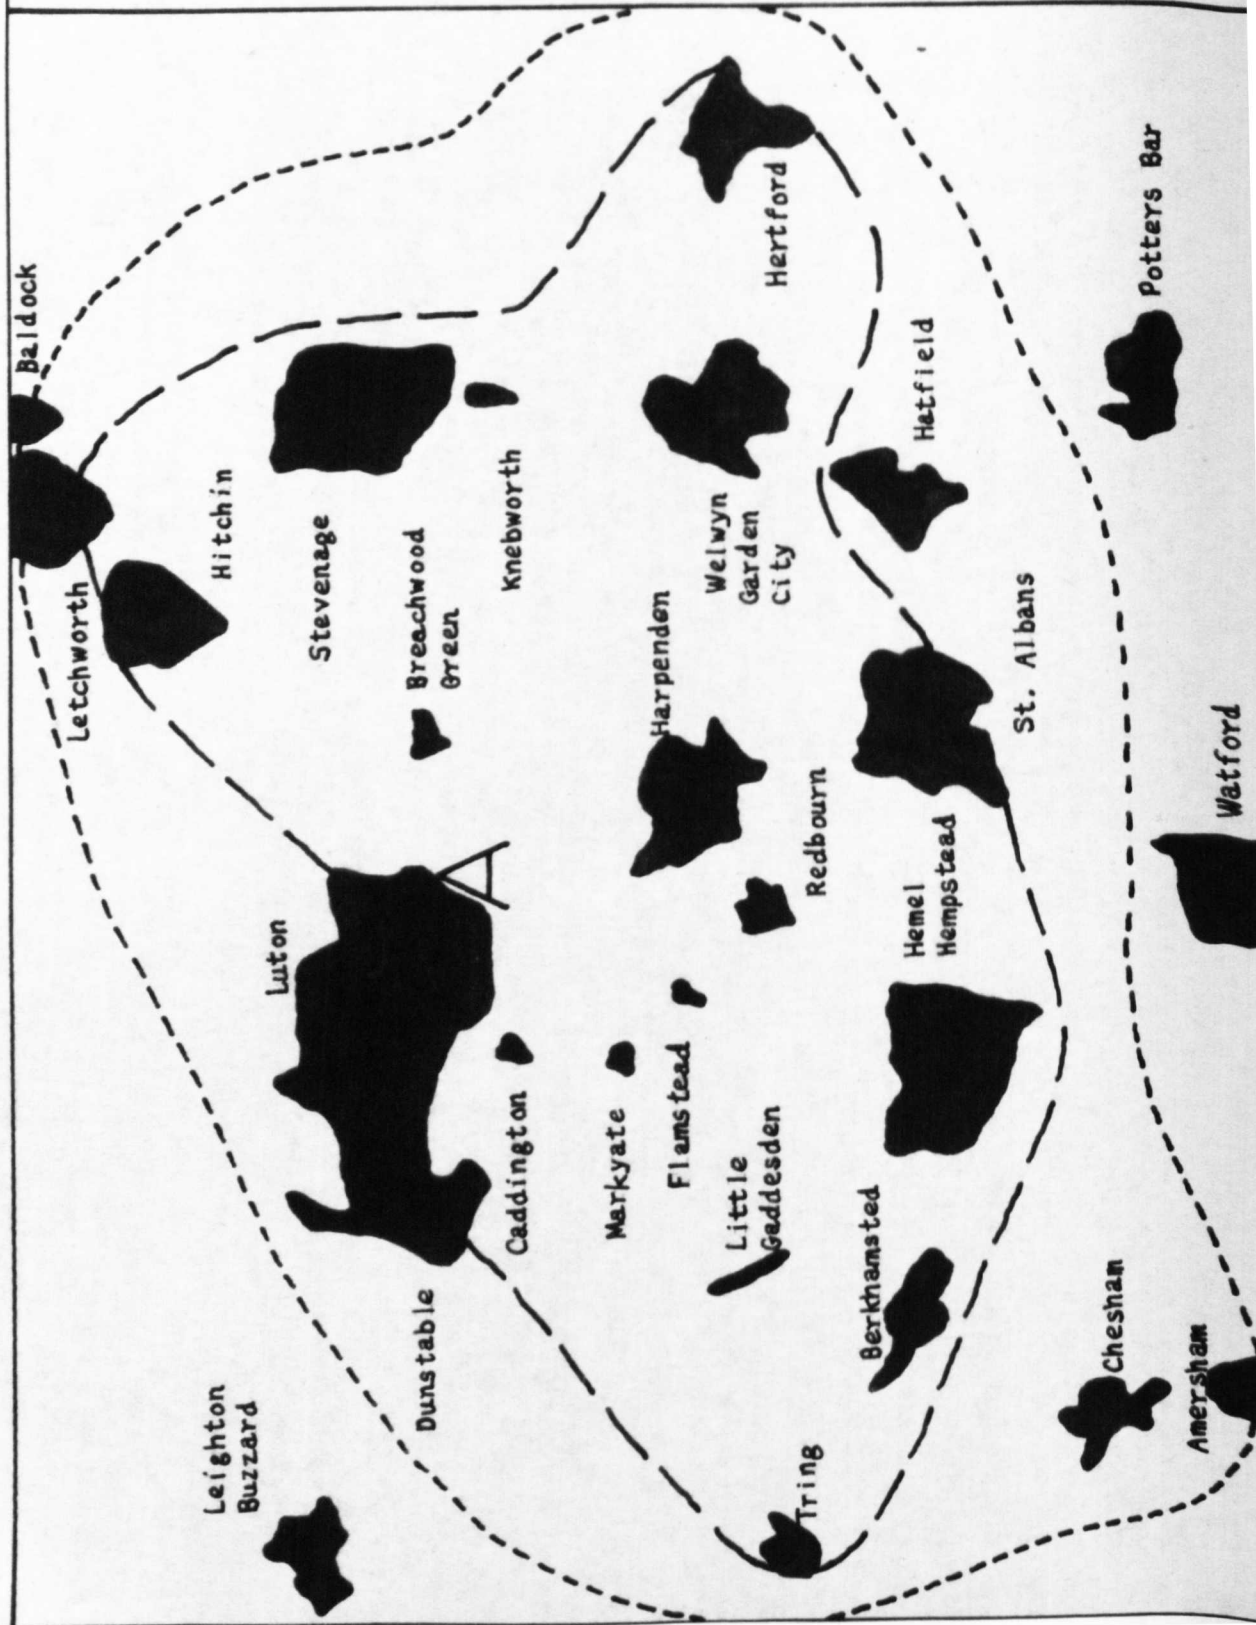 Baldock
Letchworth
Hitchin
Stevenage
Breachwood
Green
Knebworth
Hertford
Potters Bar
Welwyn
Garden
City
Hatfield
Harpenden
St. Albans
Luton
Redbourn
Hemel
Hempstead
Watford
Caddington
Markyate
Flamstead
Little
Gaddesden
Dunstable
Berkhamsted
Leighton
Buzzard
Tring
Chesham
Amersham